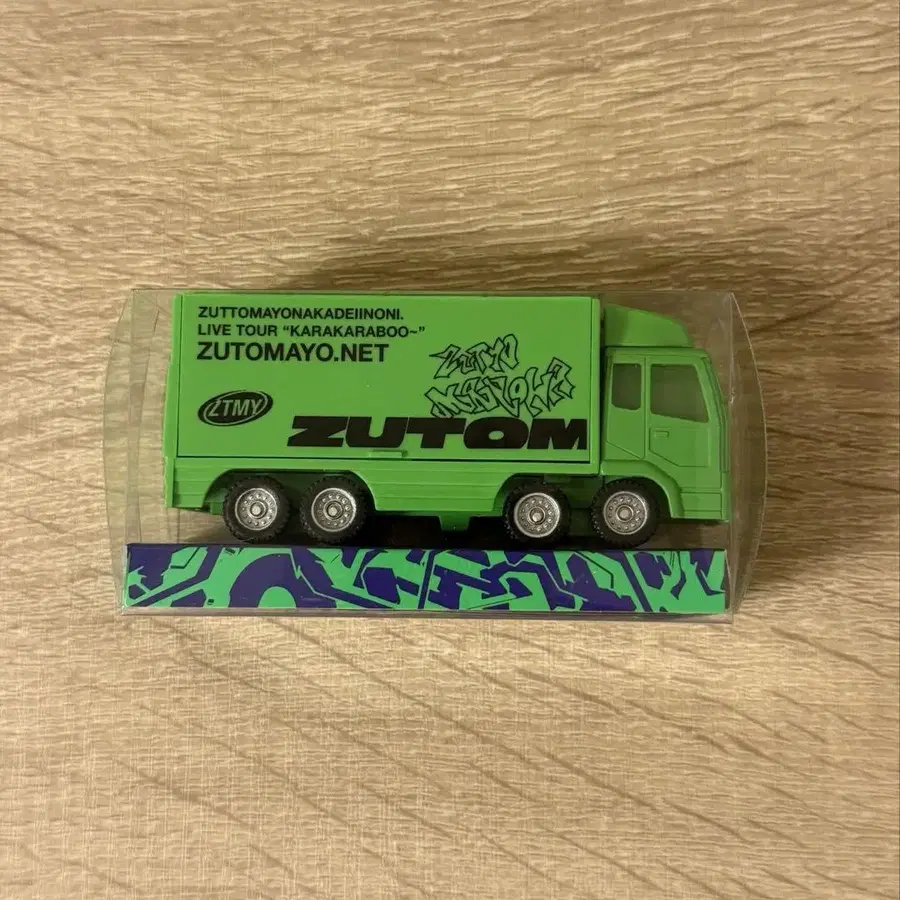 ZUTTOMAYONAKADEIINONI.
LIVE TOUR “KARAKARABOO~”
ZUTOMAYO.NET
ZTMY
ZUTOM